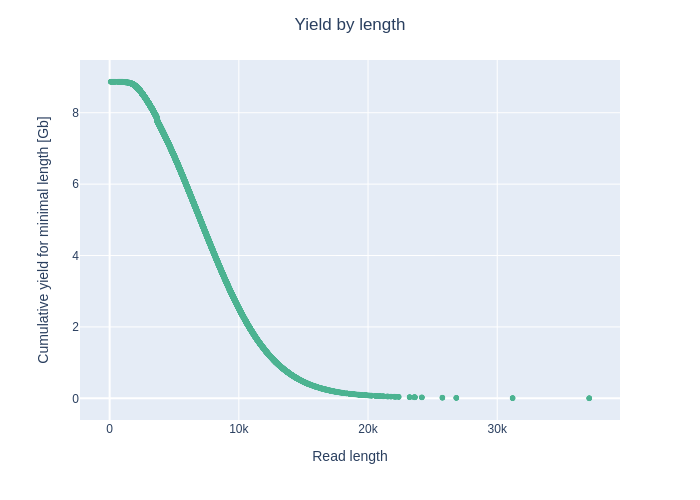 Yield by length
Cumulative yield for minimal length [Gb]
8
6
4
2
0
0
10k
20k
30k
Read length